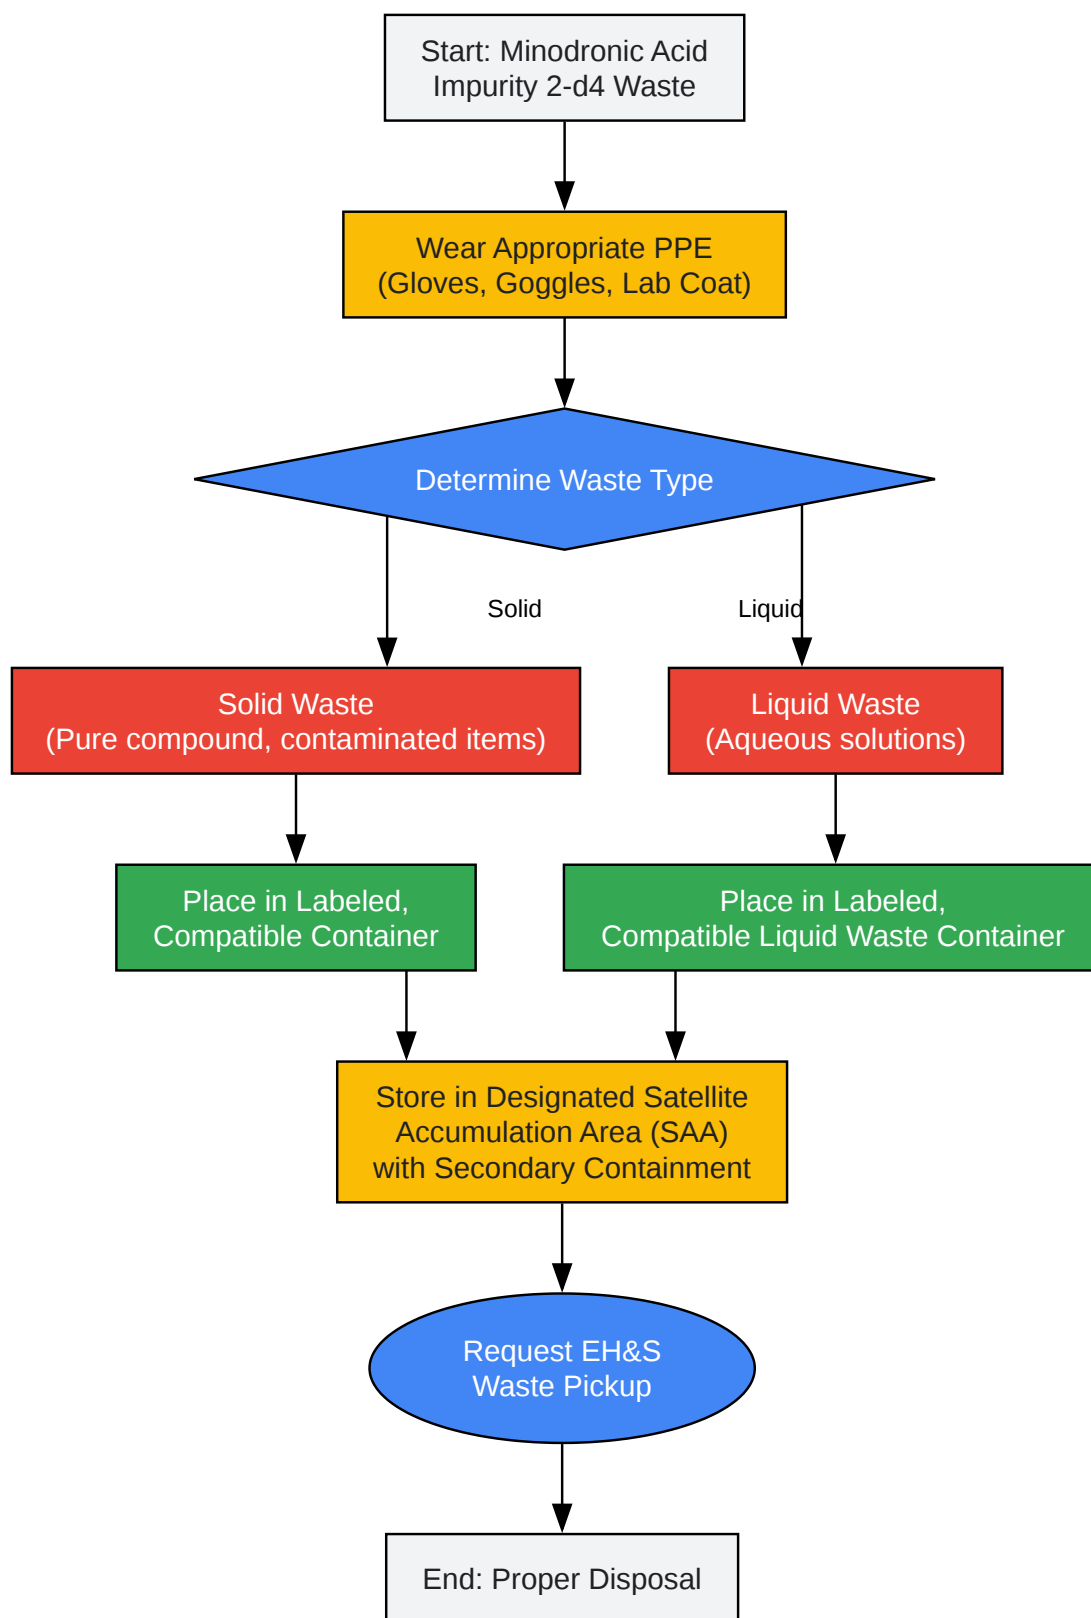 Start: Minodronic Acid
Impurity 2-d4 Waste
Wear Appropriate PPE
(Gloves, Goggles, Lab Coat)
Determine Waste Type
Solid
Liquid
Solid Waste
(Pure compound, contaminated items)
Liquid Waste
(Aqueous solutions)
Place in Labeled,
Compatible Container
Place in Labeled,
Compatible Liquid Waste Container
Store in Designated Satellite
Accumulation Area (SAA)
with Secondary Containment
Request EH&S
Waste Pickup
End: Proper Disposal